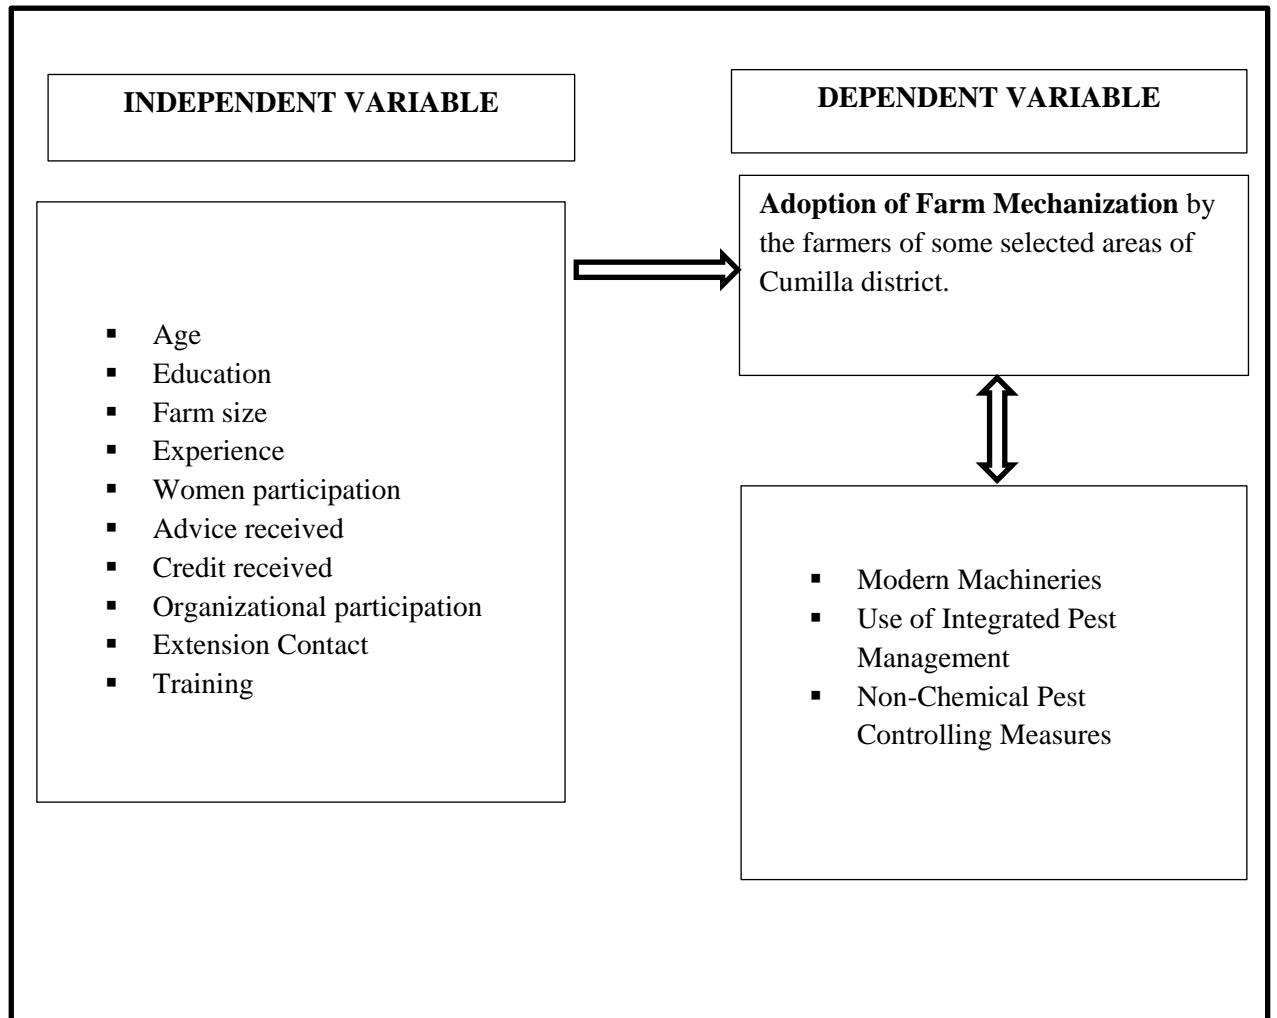 INDEPENDENT VARIABLE
▪ Age
▪ Education
▪ Farm size
▪ Experience
▪ Women participation
▪ Advice received
▪ Credit received
▪ Organizational participation
▪ Extension Contact
▪ Training
DEPENDENT VARIABLE
Adoption of Farm Mechanization by
the farmers of some selected areas of
Cumilla district.
▪ Modern Machineries
▪ Use of Integrated Pest
Management
▪ Non-Chemical Pest
Controlling Measures